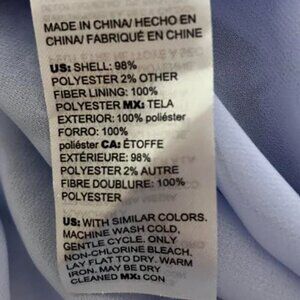 MADE IN CHINA/ HECHO EN
CHINA/ FABRIQUÉ EN CHINE
US: SHELL: 98%
POLYESTER 2% OTHER
FIBER LINING: 100%
POLYESTER MX: TELA
EXTERIOR: 100% poliéster
FORRO: 100%
poliéster CA: ÉTOFFE
EXTÉRIEURE: 98%
POLYESTER 2% AUTRE
FIBRE DOUBLURE: 100%
POLYESTER
US: WITH SIMILAR COLORS.
MACHINE WASH COLD,
GENTLE CYCLE. ONLY
NON-CHLORINE BLEACH.
LAY FLAT TO DRY. WARM
IRON. MAY BE DRY
CLEANED MX: CON